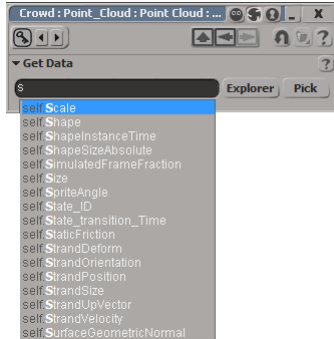 Crowd : Point_Cloud : Point Cloud : ...
Get Data
s
Explorer Pick
self.Scale
self.Shape
self.ShapeInstanceTime
self.ShapeSizeAbsolute
self.SimulatedFrameFraction
self.Size
self.SpriteAngle
self.State_ID
self.State_transition_Time
self.StaticFriction
self.StrandDeform
self.StrandOrientation
self.StrandPosition
self.StrandSize
self.StrandUpVector
self.StrandVelocity
self.SurfaceGeometricNormal